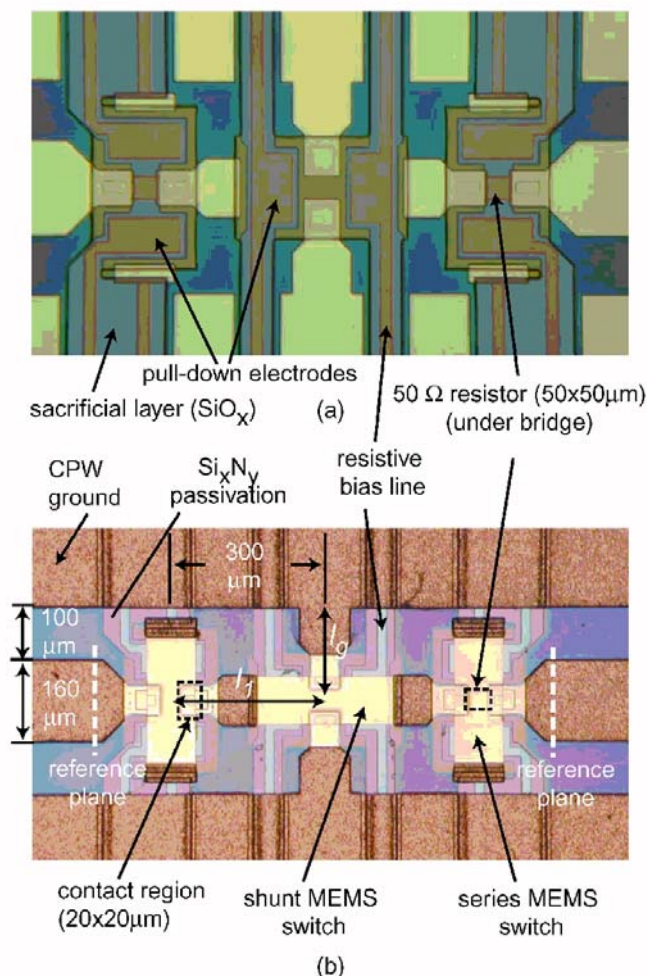 pull-down electrodes
sacrificial layer (SiOx)
(a)
50 Ω resistor (50x50μm)
(under bridge)
CPW
ground
SixNy
passivation
resistive
bias line
300
μm
100
μm
160
μm
lg
l1
reference
plane
reference
plane
contact region
(20x20μm)
shunt MEMS
switch
series MEMS
switch
(b)